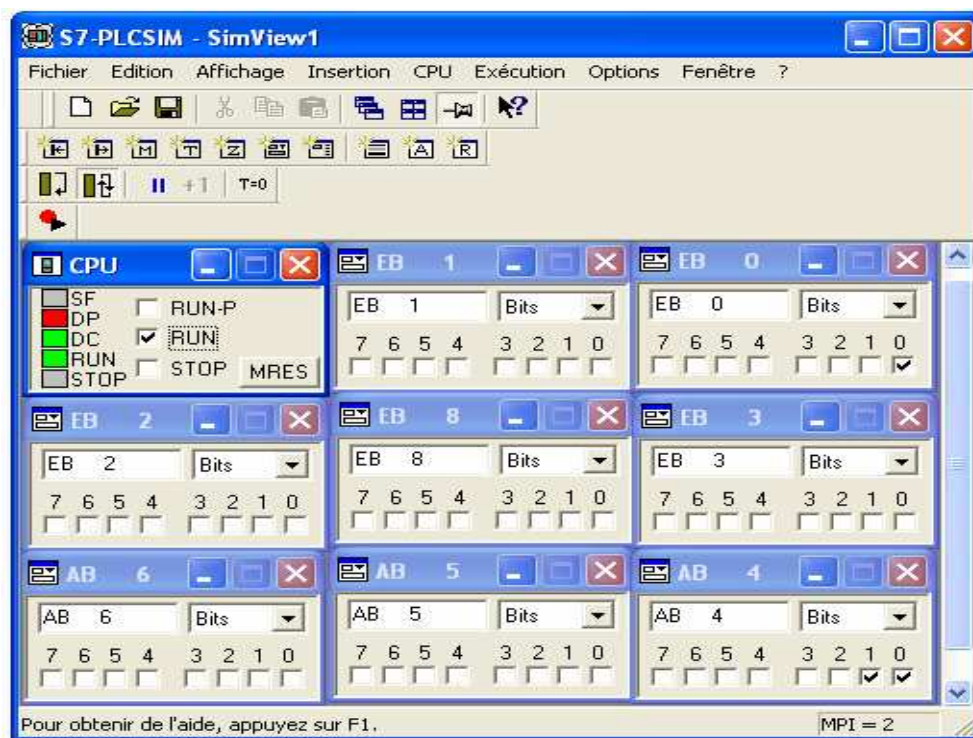 S7-PLCSIM - SimView1
Fichier Edition Affichage Insertion CPU Exécution Options Fenêtre ?
+1 T=0
CPU
SF
DP
DC
RUN
STOP
RUN-P
RUN
STOP
MRES
EB 1
EB 1 Bits
7 6 5 4 3 2 1 0
EB 0
EB 0 Bits
7 6 5 4 3 2 1 0
EB 2
EB 2 Bits
7 6 5 4 3 2 1 0
EB 8
EB 8 Bits
7 6 5 4 3 2 1 0
EB 3
EB 3 Bits
7 6 5 4 3 2 1 0
AB 6
AB 6 Bits
7 6 5 4 3 2 1 0
AB 5
AB 5 Bits
7 6 5 4 3 2 1 0
AB 4
AB 4 Bits
7 6 5 4 3 2 1 0
Pour obtenir de l'aide, appuyez sur F1. MPI = 2